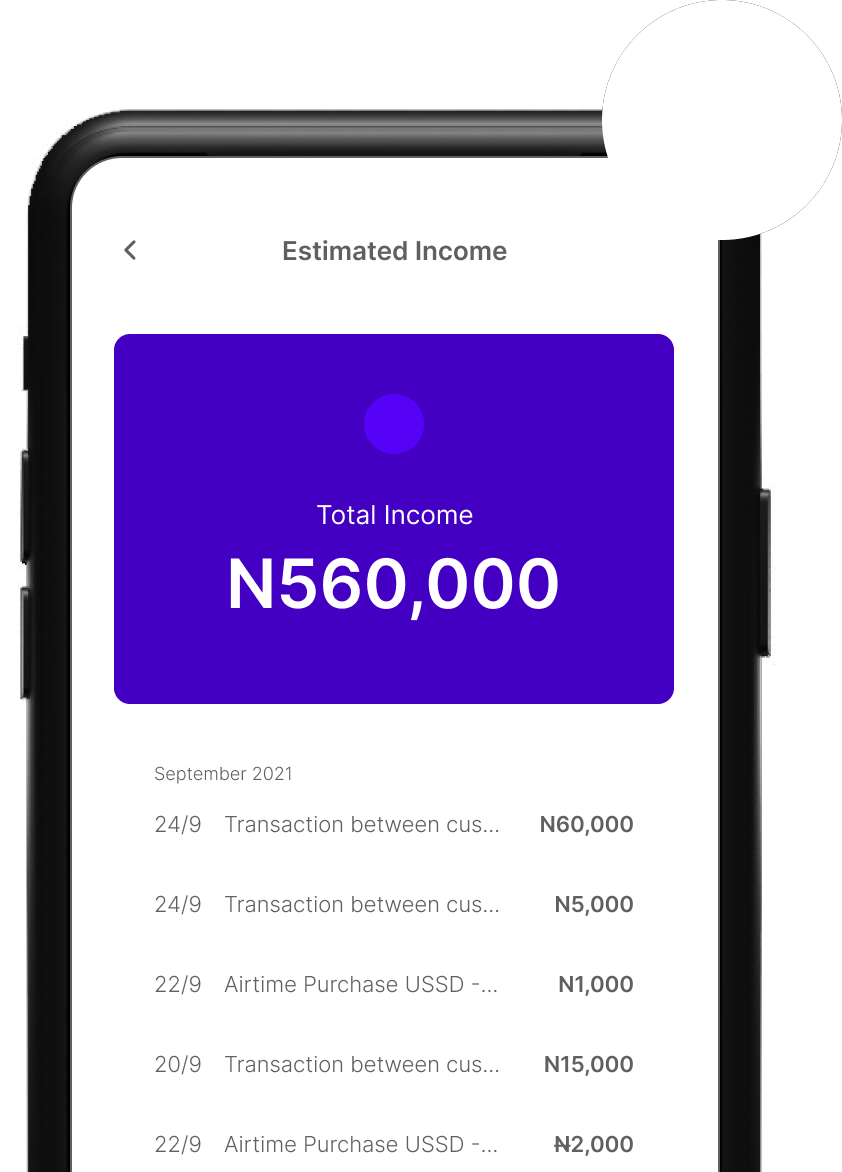 Estimated Income
Total Income
N560,000
September 2021
24/9 Transaction between cus... N60,000
24/9 Transaction between cus... N5,000
22/9 Airtime Purchase USSD -... N1,000
20/9 Transaction between cus... N15,000
22/9 Airtime Purchase USSD -... ₦2,000